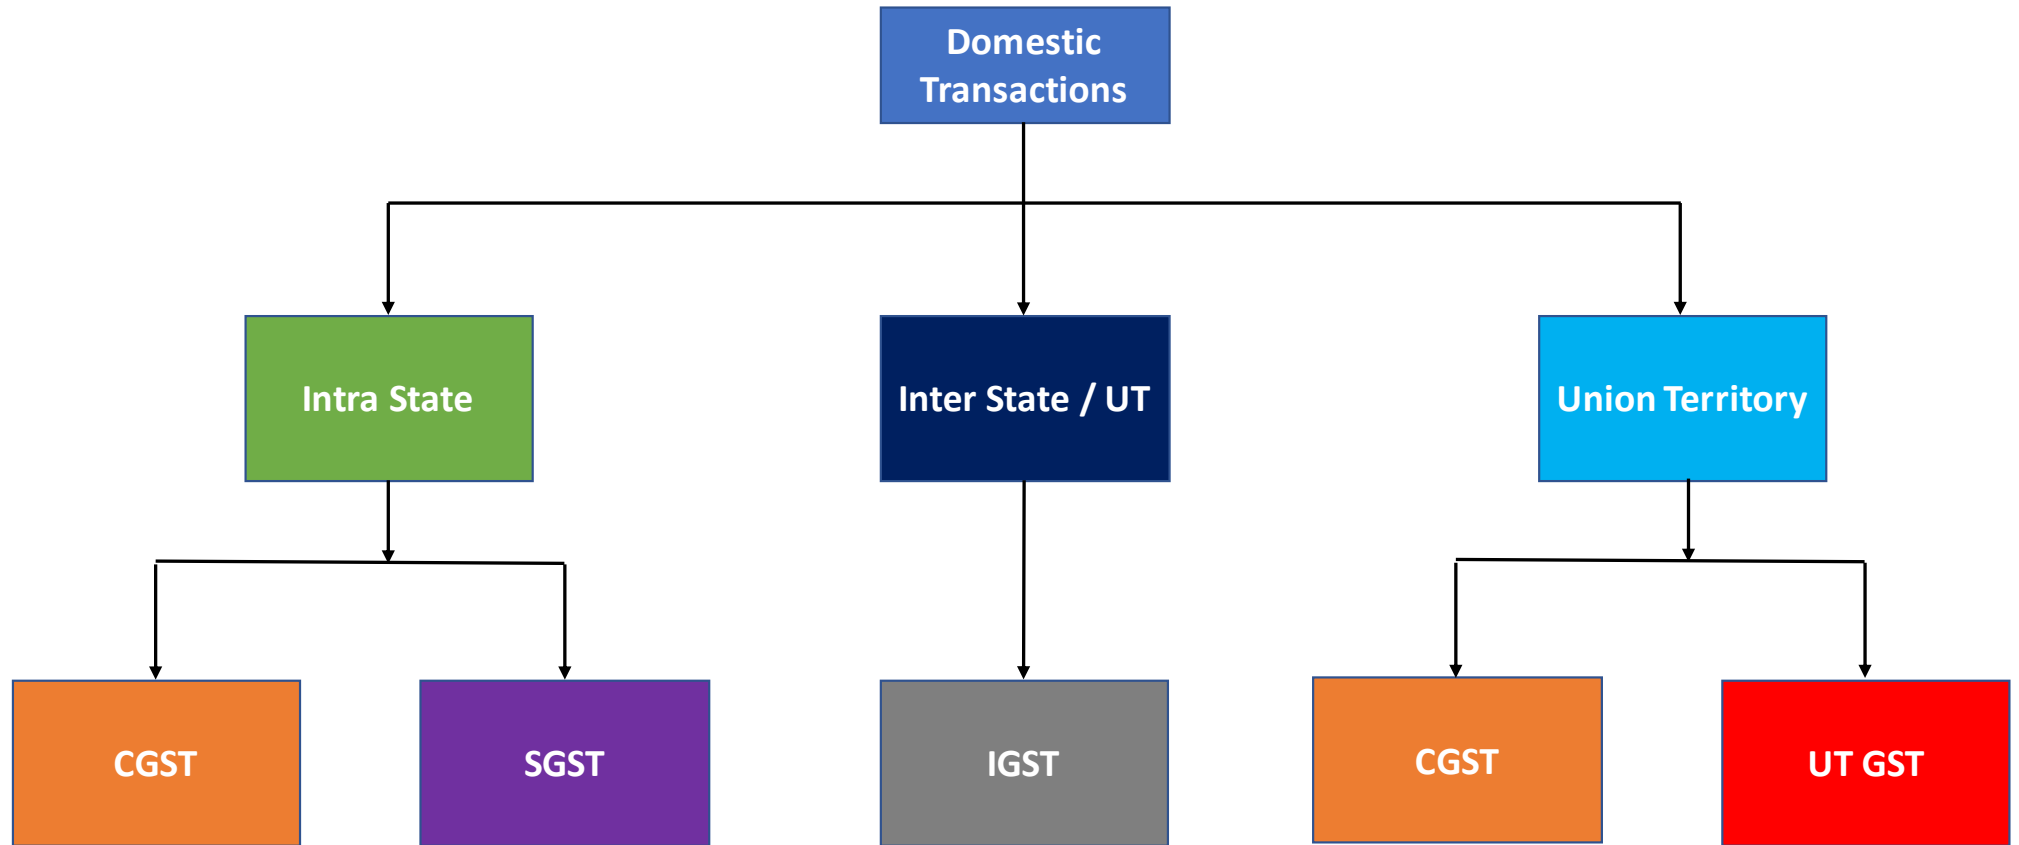 Domestic
Transactions
Intra State
Inter State / UT
Union Territory
CGST
SGST
IGST
CGST
UT GST